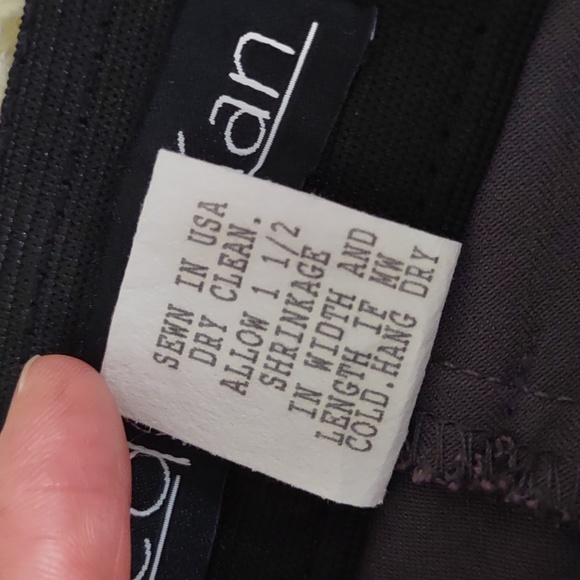 SEWN IN USA
DRY CLEAN.
ALLOW 1 1/2
SHRINKAGE
IN WIDTH AND
LENGTH IF MW
COLD.HANG DRY